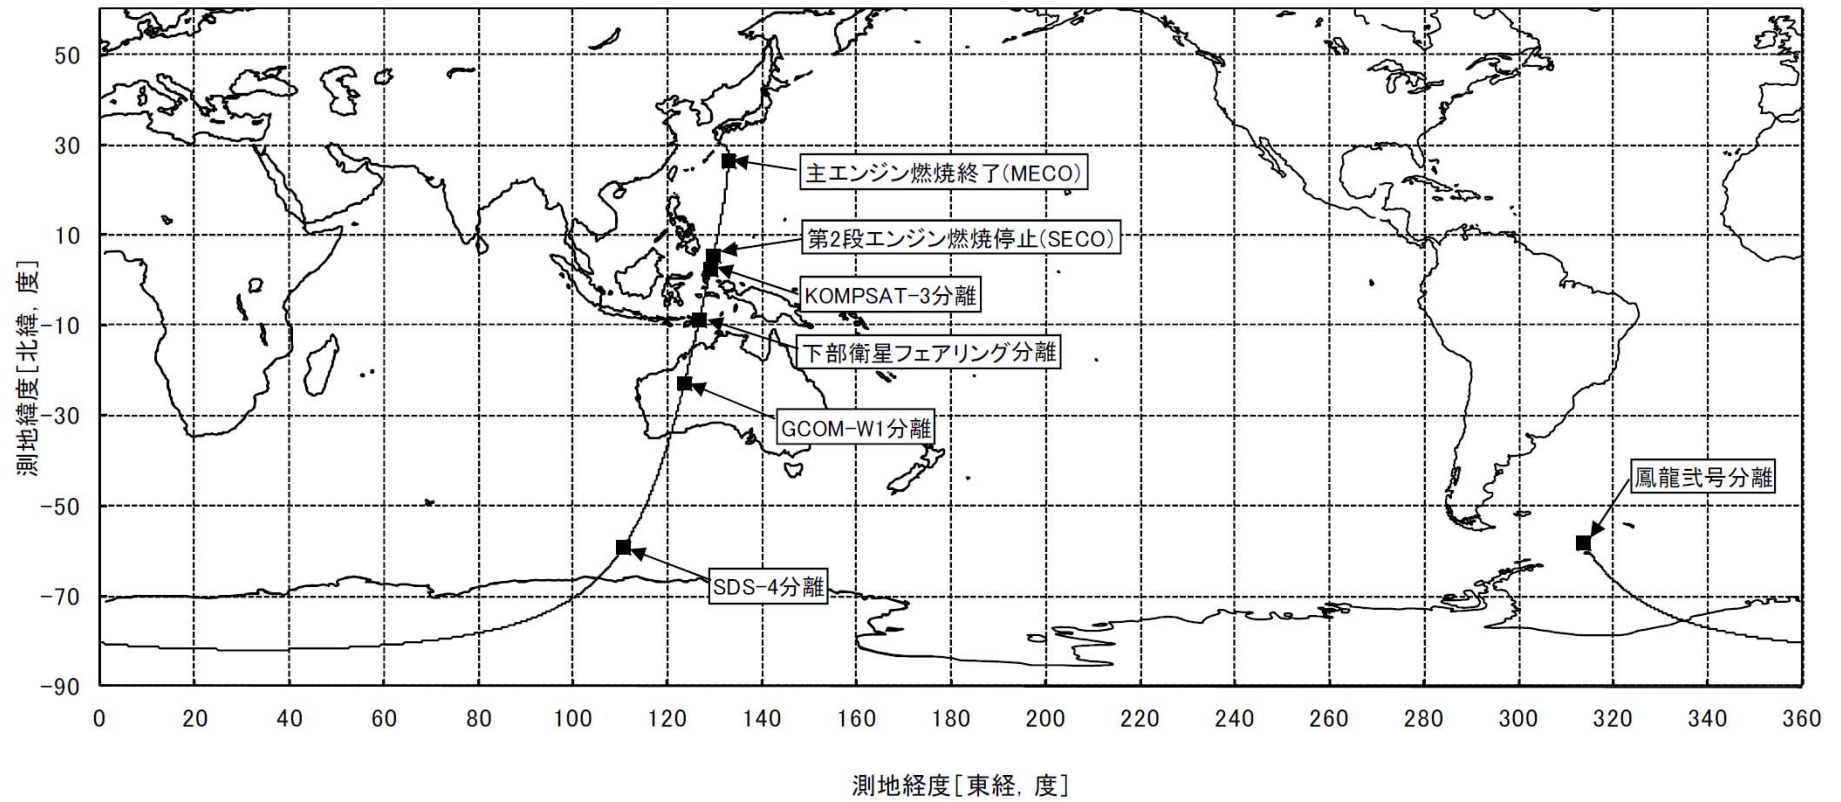 50
30
10
-10
-30
-50
-70
-90
測地緯度[北緯, 度]
主エンジン燃焼終了(MECO)
第2段エンジン燃焼停止(SECO)
KOMPSAT-3分離
下部衛星フェアリング分離
GCOM-W1分離
鳳龍弐号分離
SDS-4分離
0 20 40 60 80 100 120 140 160 180 200 220 240 260 280 300 320 340 360
測地経度[東経, 度]